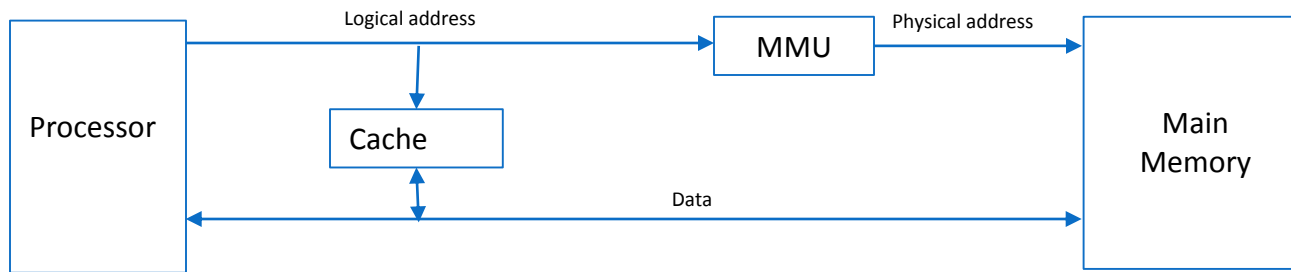 Logical address
Physical address
MMU
Processor
Cache
Main
Memory
Data